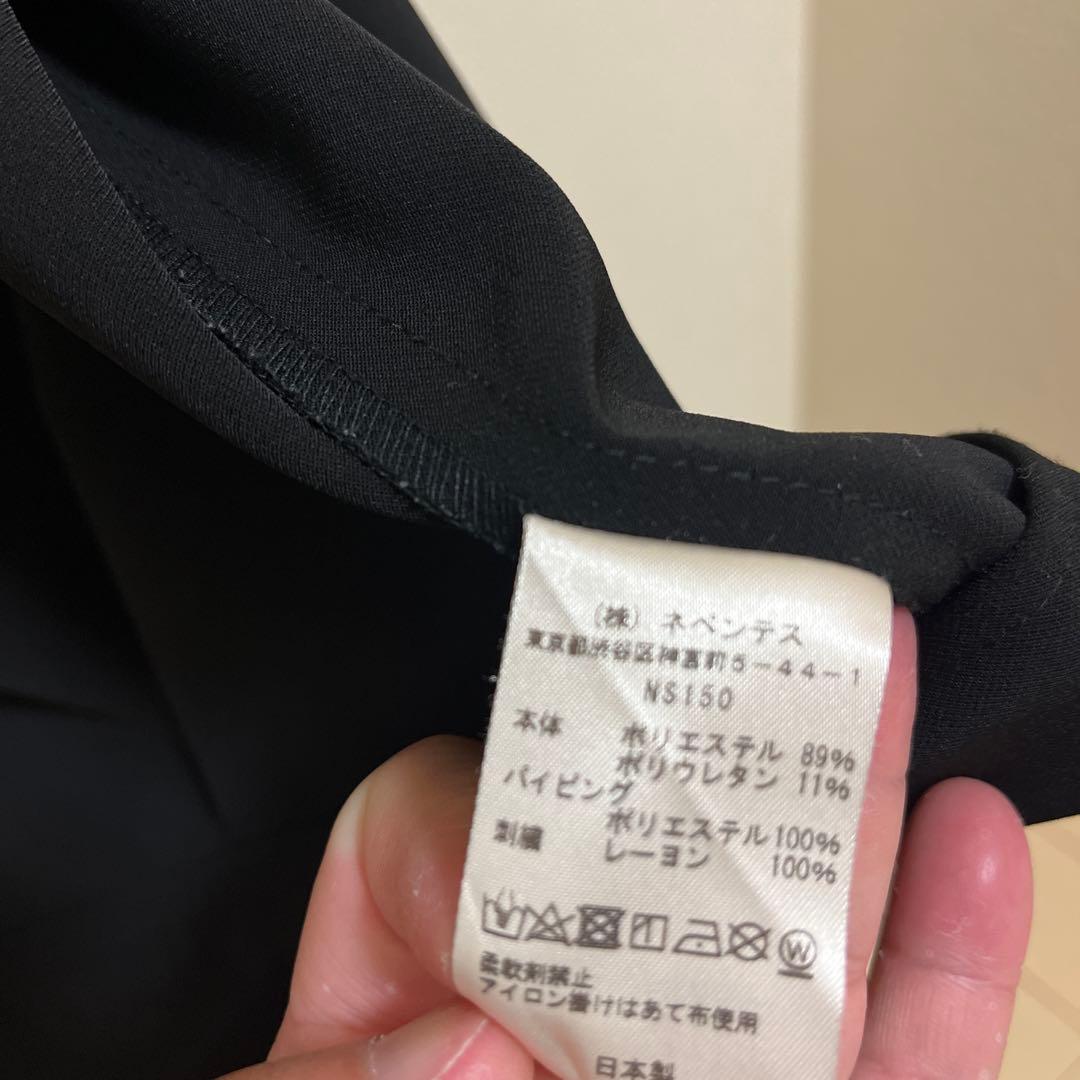 (株) ネペンテス
東京都渋谷区神宮前5-44-1
NS150
本体 ポリエステル 89%
ポリウレタン 11%
パイピング
ポリエステル 100%
刺繍 レーヨン 100%
W
柔軟剤禁止
アイロン掛けはあて布使用
日本製